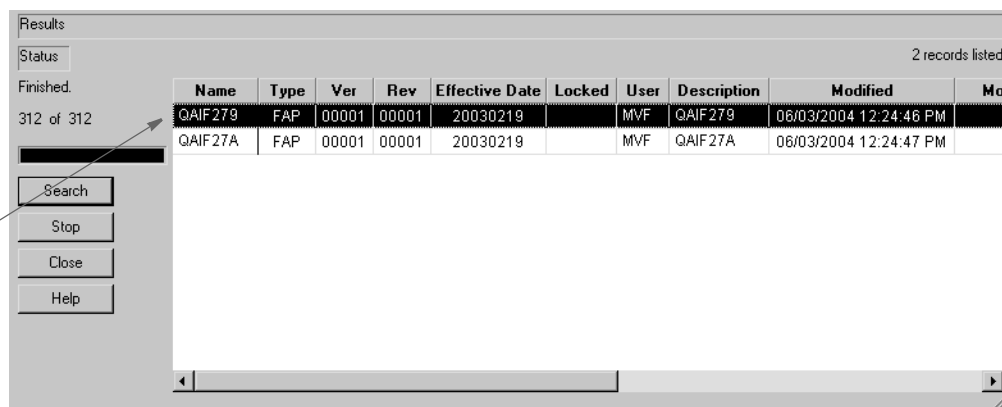 Results
Status
2 records listed
Finished.
312 of 312
Search
Stop
Close
Help
Name Type Ver Rev Effective Date Locked User Description Modified Mo
QAIF279 FAP 00001 00001 20030219 MVF QAIF279 06/03/2004 12:24:46 PM
QAIF27A FAP 00001 00001 20030219 MVF QAIF27A 06/03/2004 12:24:47 PM